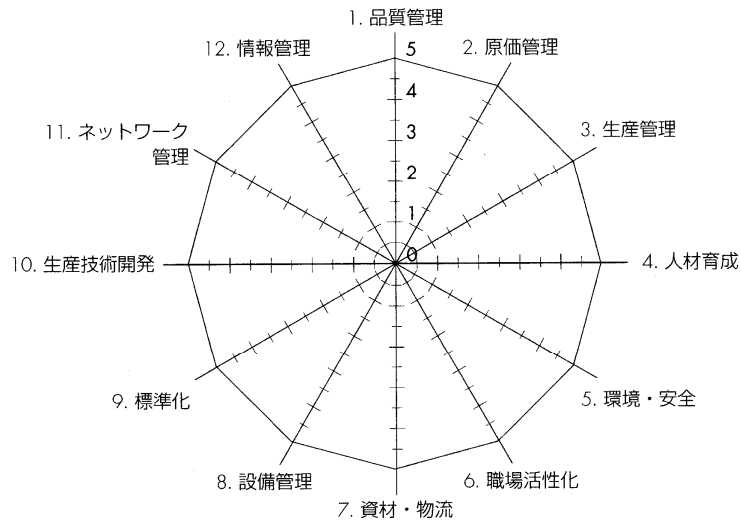 1. 品質管理
2. 原価管理
3. 生産管理
4. 人材育成
5. 環境・安全
6. 職場活性化
7. 資材・物流
8. 設備管理
9. 標準化
10. 生産技術開発
11. ネットワーク
管理
12. 情報管理
5
4
3
2
1
0